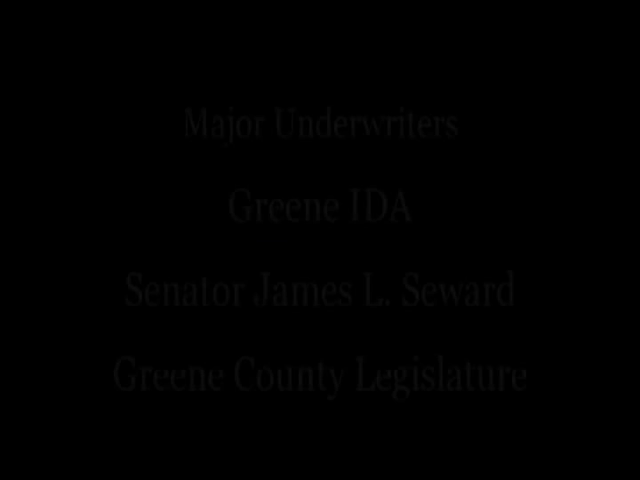 Major Underwriters
Greene IDA
Senator James L. Seward
Greene County Legislature